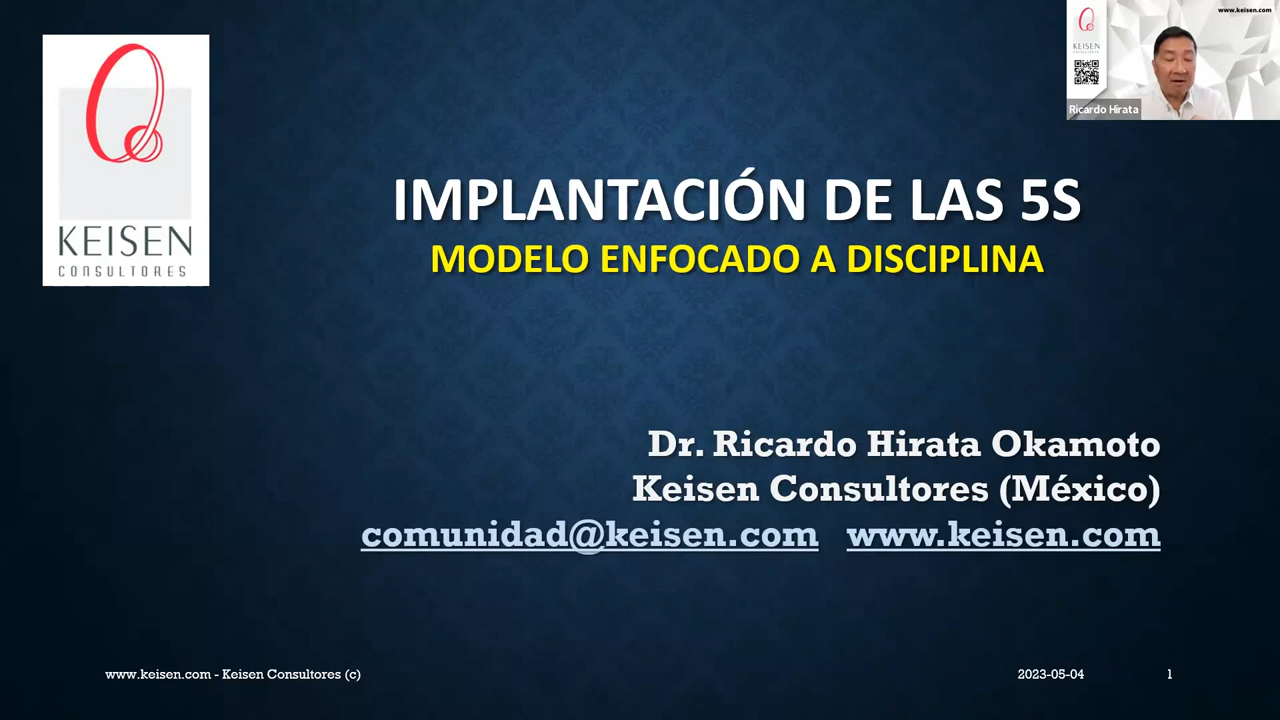 KEISEN
CONSULTORES
www.keisen.com
KEISEN
Ricardo Hirata
IMPLANTACIÓN DE LAS 5S
MODELO ENFOCADO A DISCIPLINA
Dr. Ricardo Hirata Okamoto
Keisen Consultores (México)
comunidad@keisen.com www.keisen.com
www.keisen.com - Keisen Consultores (c) 2023-05-04 1